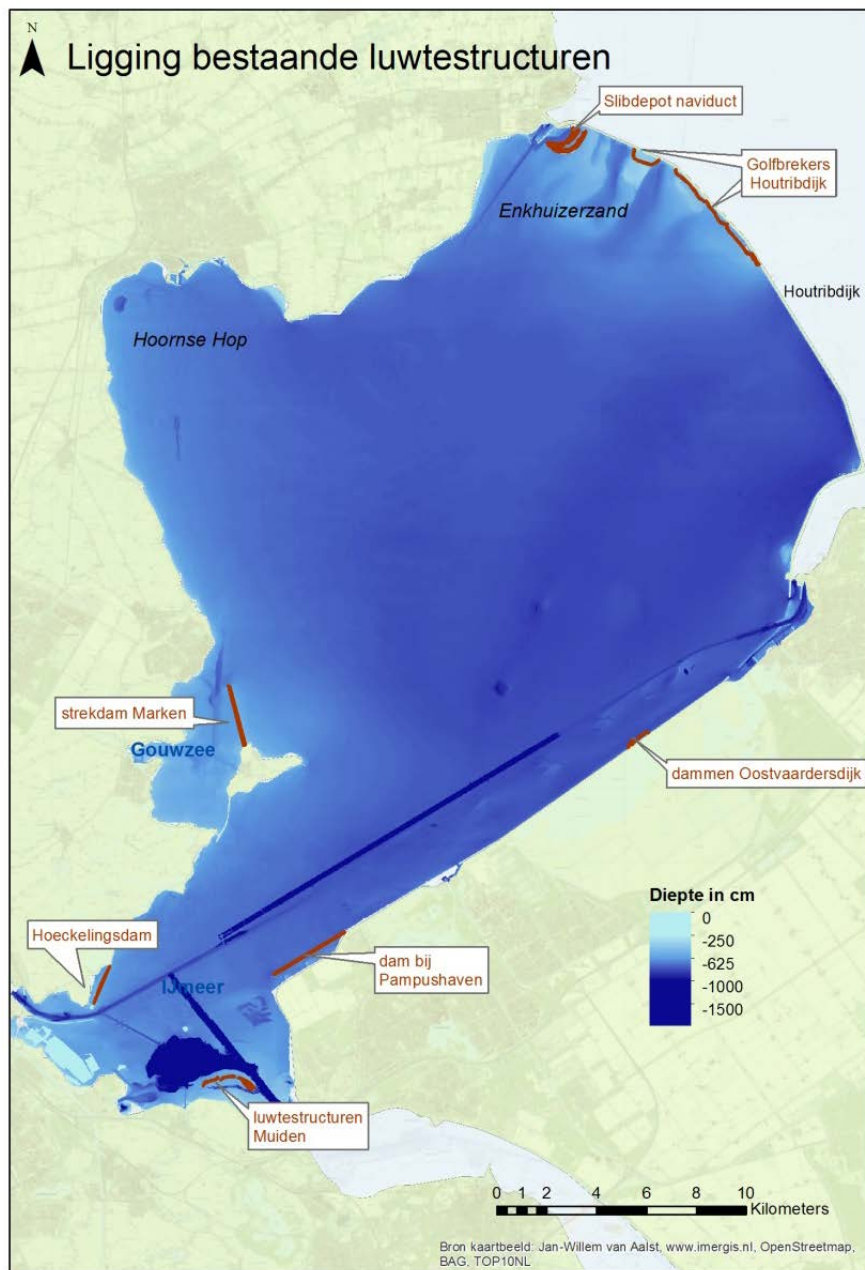 N
Ligging bestaande luwtestructuren
Slibdepot naviduct
Golfbrekers
Houtribdijk
Enkhuizerzand
Houtribdijk
Hoornse Hop
strekdam Marken
Gouwzee
dammen Oostvaardersdijk
Diepte in cm
0
-250
-625
-1000
-1500
Hoeckelingsdam
dam bij
Pampushaven
IJmeer
luwtestructuren
Muiden
0 1 2 4 6 8 10
Kilometers
Bron kaartbeeld: Jan-Willem van Aalst, www.imergis.nl, OpenStreetmap,
BAG, TOP10NL